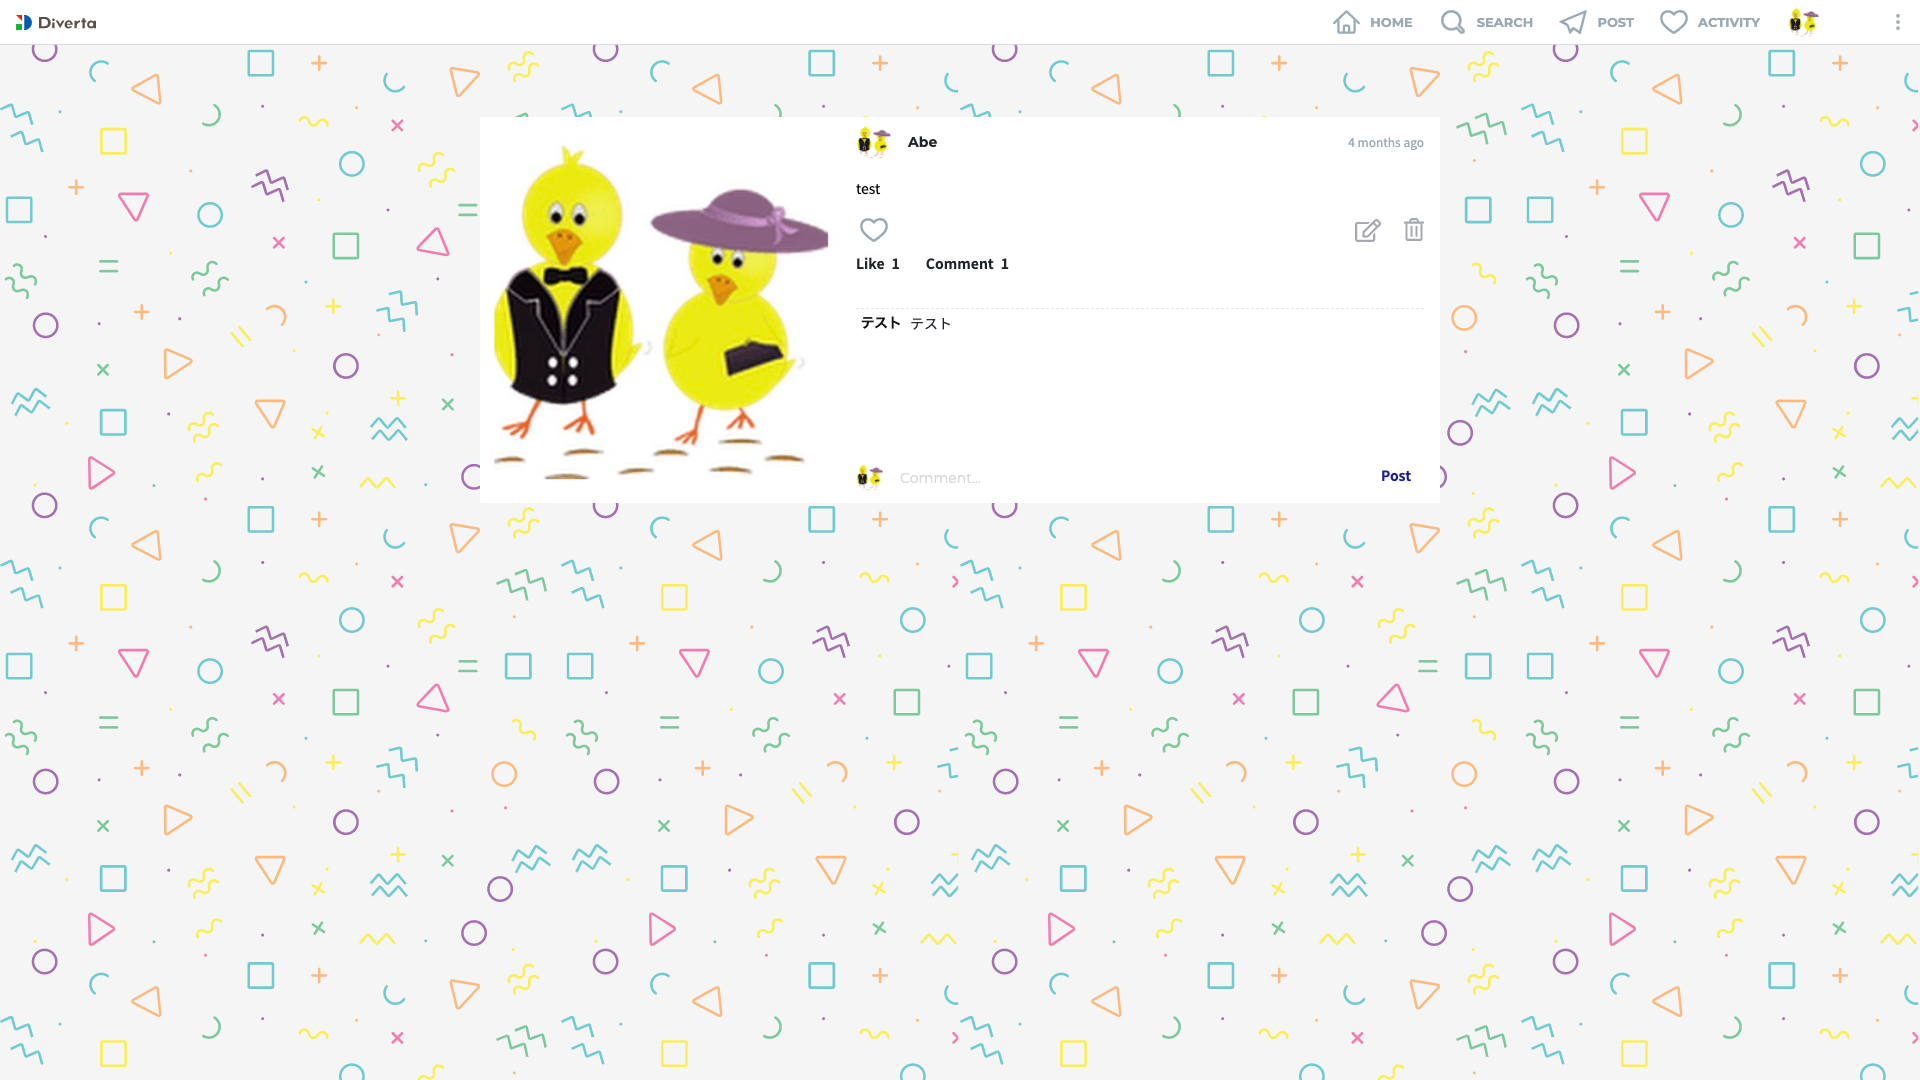 Diverta
HOME
SEARCH
POST
ACTIVITY
Abe
4 months ago
test
Like 1 Comment 1
テスト テスト
Comment...
Post